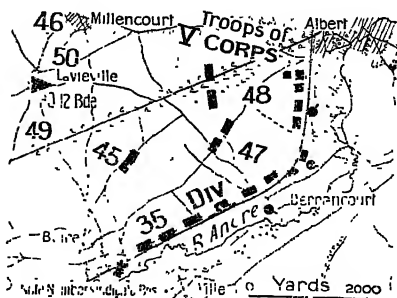 46
Millencourt
Troops of
V CORPS
Albert
50
Lavieville
12 Bde
49
48
45
47
35 DIV
R. Ancre
Dernancourt
Yards 2000